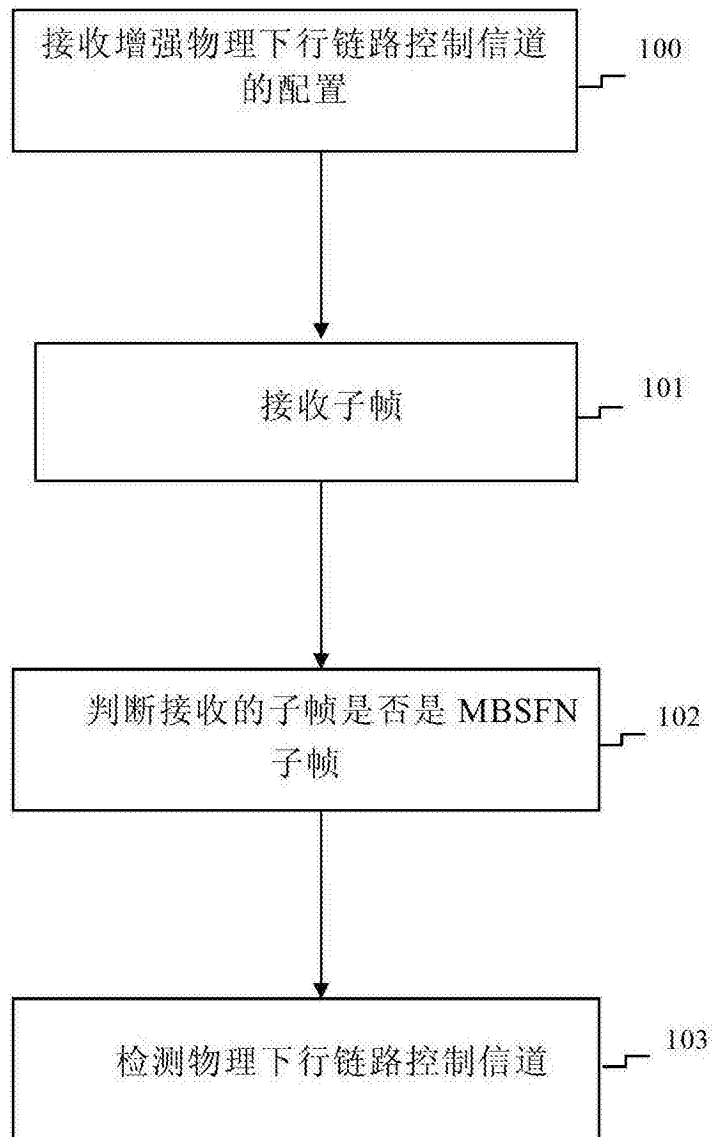 接收增强物理下行链路控制信道
的配置
100
接收子帧
101
判断接收的子帧是否是 MBSFN
子帧
102
检测物理下行链路控制信道
103